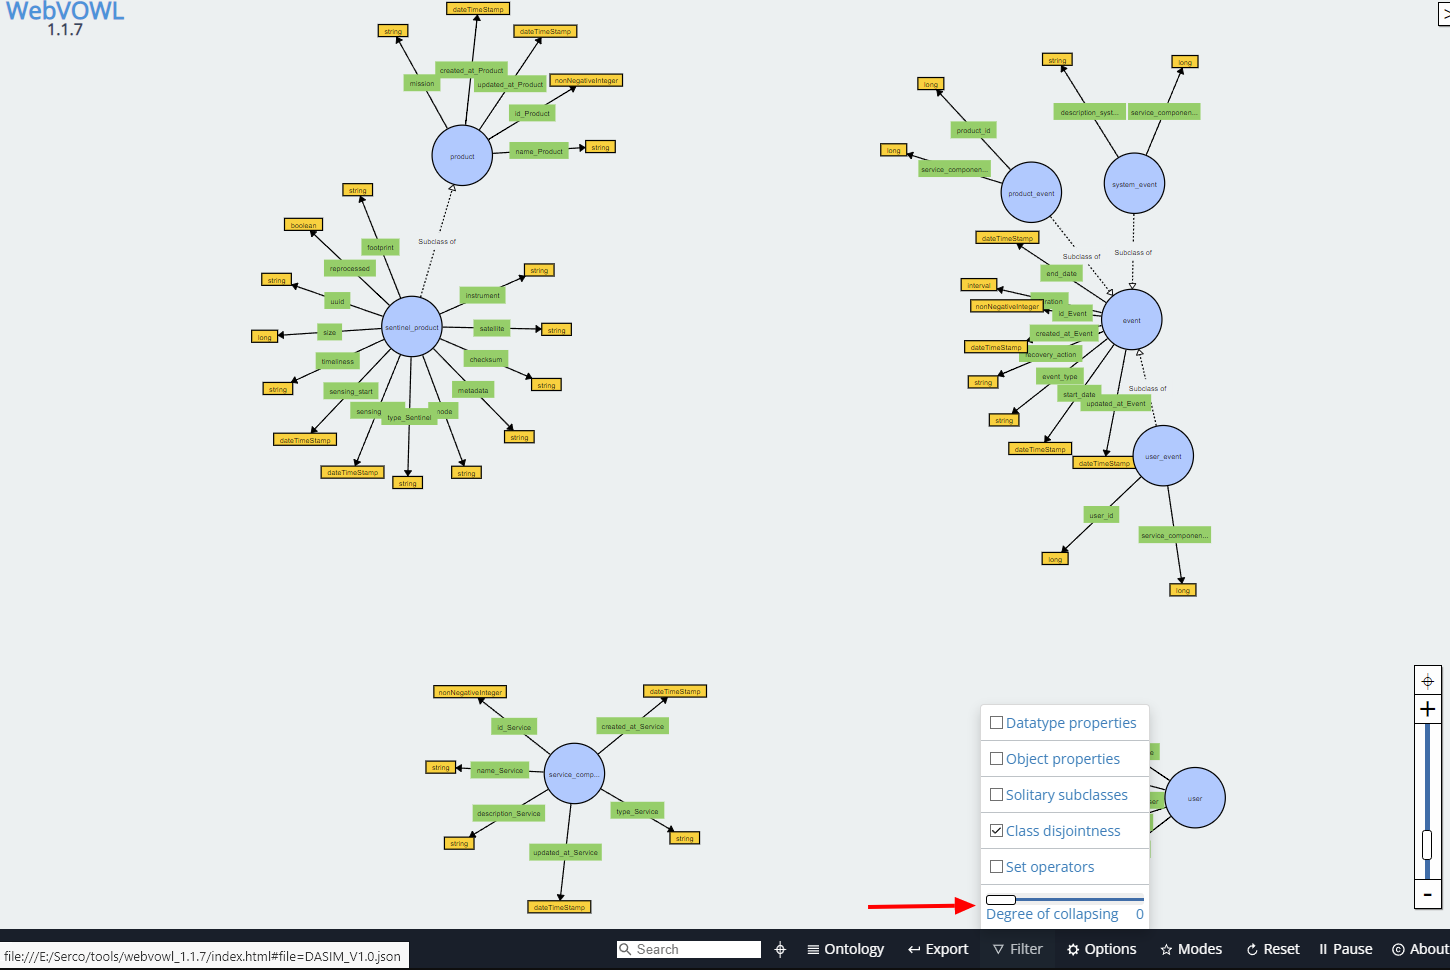 WebVOWL
1.1.7
dateTimeStamp
string
dateTimeStamp
created_at_Product
mission
updated_at_Product
nonNegativeInteger
id_Product
name_Product
string
product
string
boolean
Subclass of
footprint
reprocessed
string
uuid
instrument
string
long
size
sentinel_product
satellite
string
timeliness
checksum
string
sensing_start
metadata
string
sensing
type_Sentinel
node
dateTimeStamp
string
dateTimeStamp
string
string
string
long
long
description_syst...
service_componen...
product_id
long
service_componen...
product_event
system_event
dateTimeStamp
Subclass of
Subclass of
end_date
interval
ration
nonNegativeInteger
id_Event
event
created_at_Event
dateTimeStamp
recovery_action
string
event_type
Subclass of
start_date
updated_at_Event
string
dateTimeStamp
dateTimeStamp
user_event
user_id
service_componen...
long
long
nonNegativeInteger
dateTimeStamp
id_Service
created_at_Service
string
name_Service
service_comp...
description_Service
type_Service
string
string
updated_at_Service
dateTimeStamp
Datatype properties
Object properties
Solitary subclasses
Class disjointness
Set operators
Degree of collapsing 0
user
+
-
file:///E:/Serco/tools/webvowl_1.1.7/index.html#file=DASIM_V1.0.json
Search
Ontology
Export
Filter
Options
Modes
Reset
Pause
About